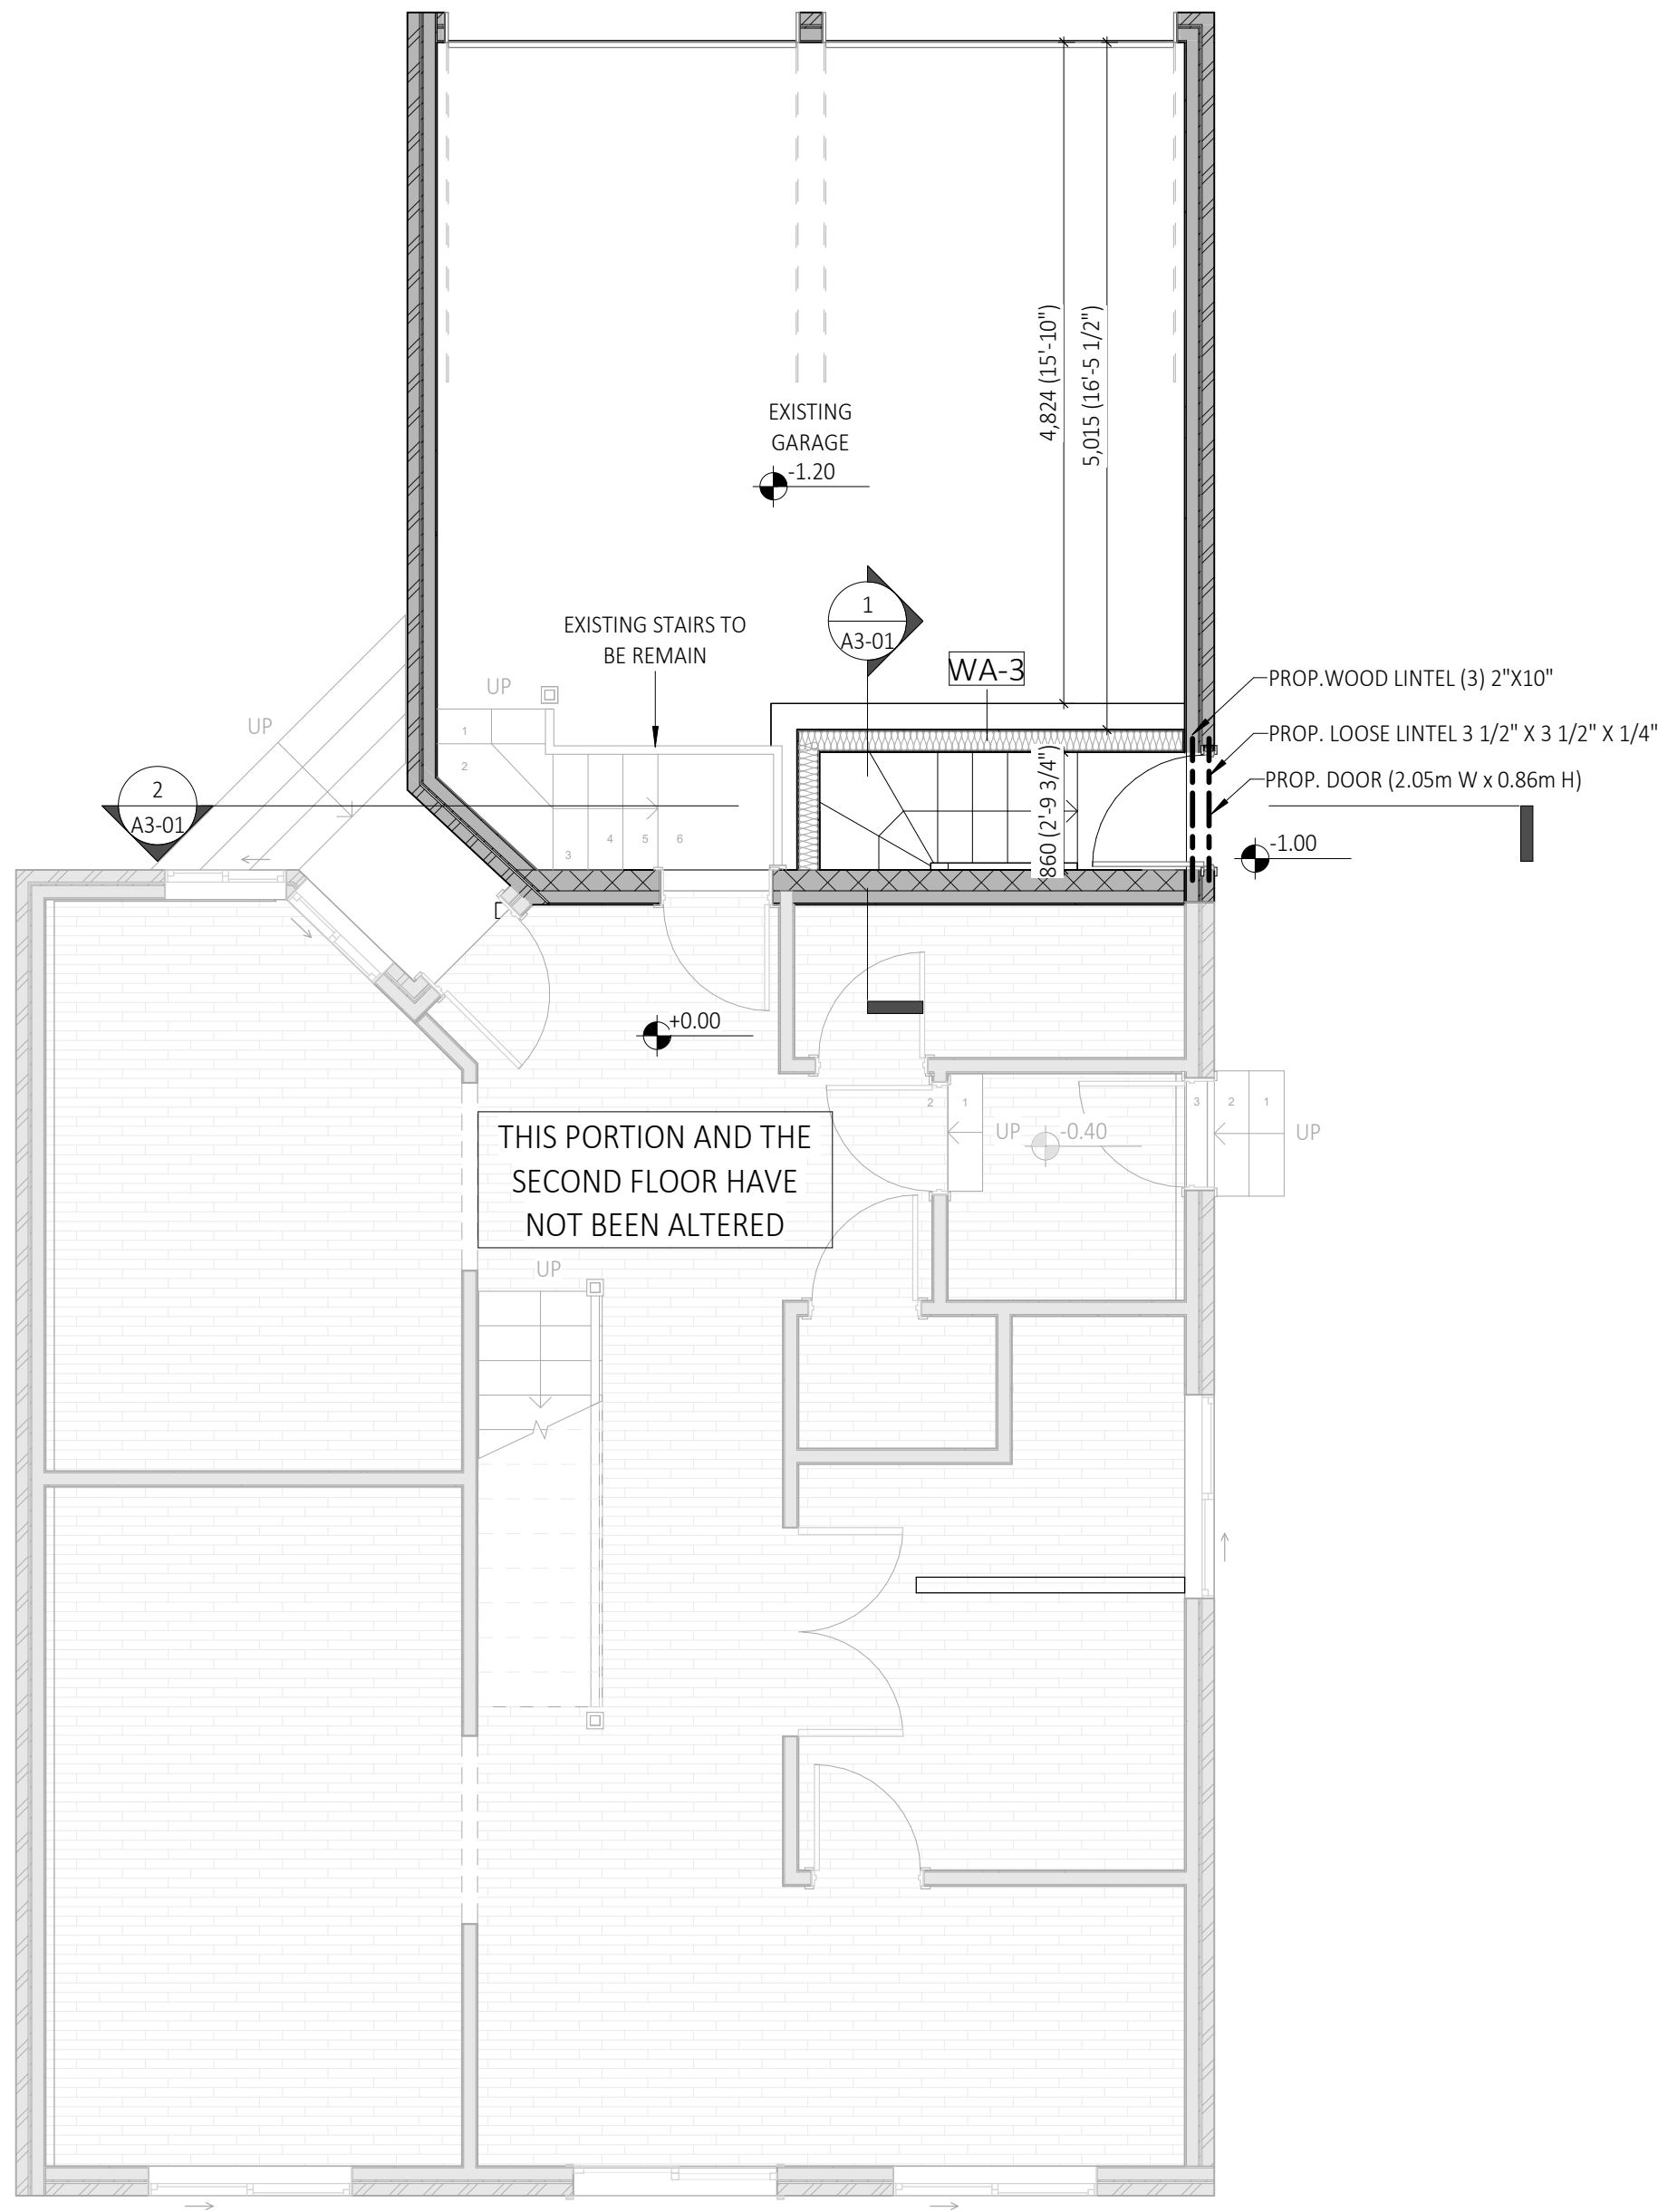 4,824 (15'-10")
5,015 (16'-5 1/2")
EXISTING
GARAGE
-1.20
1
A3-01
EXISTING STAIRS TO
BE REMAIN
WA-3
PROP.WOOD LINTEL (3) 2"X10"
UP
UP
1
2
PROP. LOOSE LINTEL 3 1/2" X 3 1/2" X 1/4"
PROP. DOOR (2.05m W x 0.86m H)
2
A3-01
860 (2'-9 3/4")
3
4
5
6
-1.00
+0.00
2
1
UP
-0.40
3
2
1
UP
THIS PORTION AND THE
SECOND FLOOR HAVE
NOT BEEN ALTERED
UP